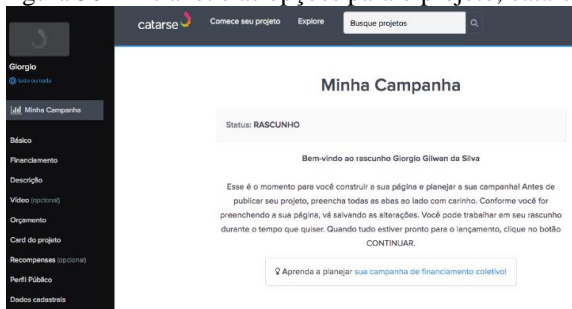 catarse
Comece seu projeto
Explore
Busque projetos
Giorgio
tudo ou nada
Minha Campanha
Básico
Financiamento
Descrição
Vídeo (opcional)
Orçamento
Card do projeto
Recompensas (opcional)
Perfil Público
Dados cadastrais
Minha Campanha
Status: RASCUNHO
Bem-vindo ao rascunho Giorgio Gilwan da Silva
Esse é o momento para você construir a sua página e planejar a sua campanha! Antes de
publicar seu projeto, preencha todas as abas ao lado com carinho. Conforme você for
preenchendo a sua página, vá salvando as alterações. Você pode trabalhar em seu rascunho
durante o tempo que quiser. Quando tudo estiver pronto para o lançamento, clique no botão
CONTINUAR.
Aprenda a planejar sua campanha de financiamento coletivo!